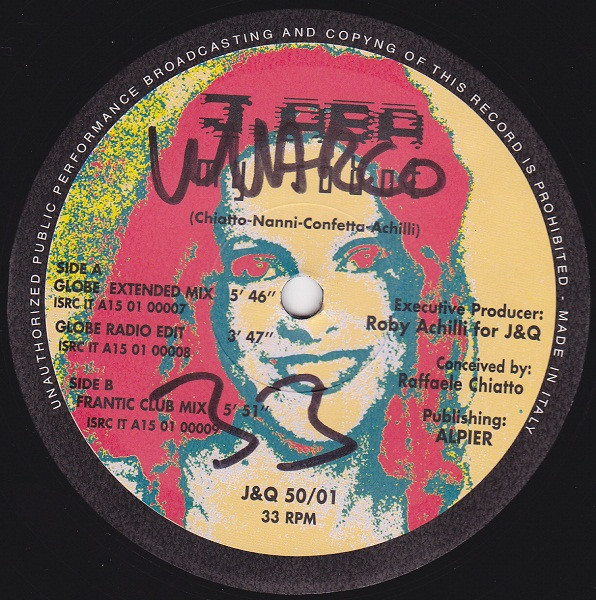 UNAUTHORIZED PUBLIC PERFORMANCE BROADCASTING AND COPYNG OF THIS RECORD IS PROHIBITED - MADE IN ITALY
(Chiatto-Nanni-Confetta-Achilli)
SIDE A
GLOBE EXTENDED MIX 5' 46"
ISRC IT A15 01 00007
GLOBE RADIO EDIT 3' 47"
ISRC IT A15 01 00008
SIDE B
FRANTIC CLUB MIX 5' 51"
ISRC IT A15 01 00009
33
Executive Producer:
Roby Achilli for J&Q
Conceived by:
Raffaele Chiatto
Publishing:
ALPIER
J&Q 50/01
33 RPM